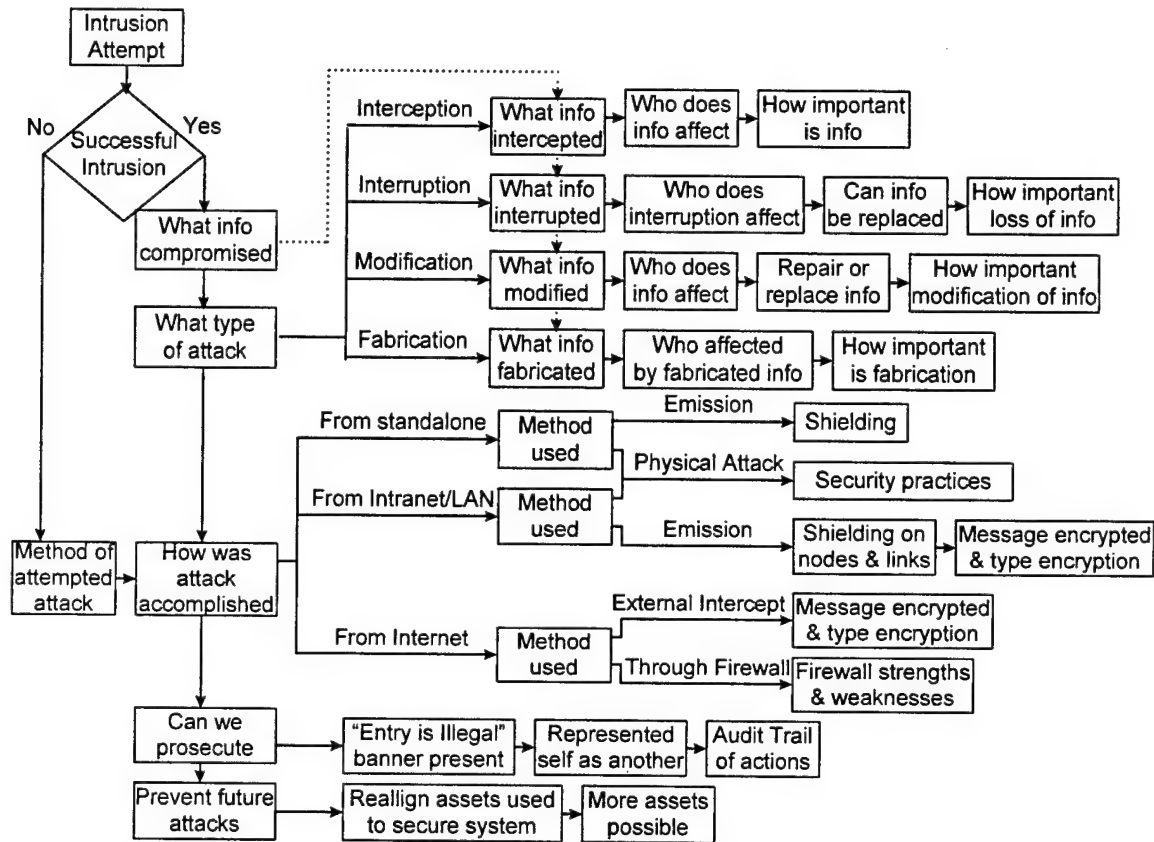 Intrusion
Attempt
No
Yes
Successful
Intrusion
What info
compromised
What type
of attack
Interception
What info
intercepted
Who does
info affect
How important
is info
Interruption
What info
interrupted
Who does
interruption affect
Can info
be replaced
How important
loss of info
Modification
What info
modified
Who does
info affect
Repair or
replace info
How important
modification of info
Fabrication
What info
fabricated
Who affected
by fabricated info
How important
is fabrication
From standalone
Method
used
Emission
Shielding
Physical Attack
Security practices
From Intranet/LAN
Method
used
Emission
Shielding on
nodes & links
Message encrypted
& type encryption
Method of
attempted
attack
How was
attack
accomplished
From Internet
Method
used
External Intercept
Message encrypted
& type encryption
Through Firewall
Firewall strengths
& weaknesses
Can we
prosecute
“Entry is Illegal”
banner present
Represented
self as another
Audit Trail
of actions
Prevent future
attacks
Reallign assets used
to secure system
More assets
possible